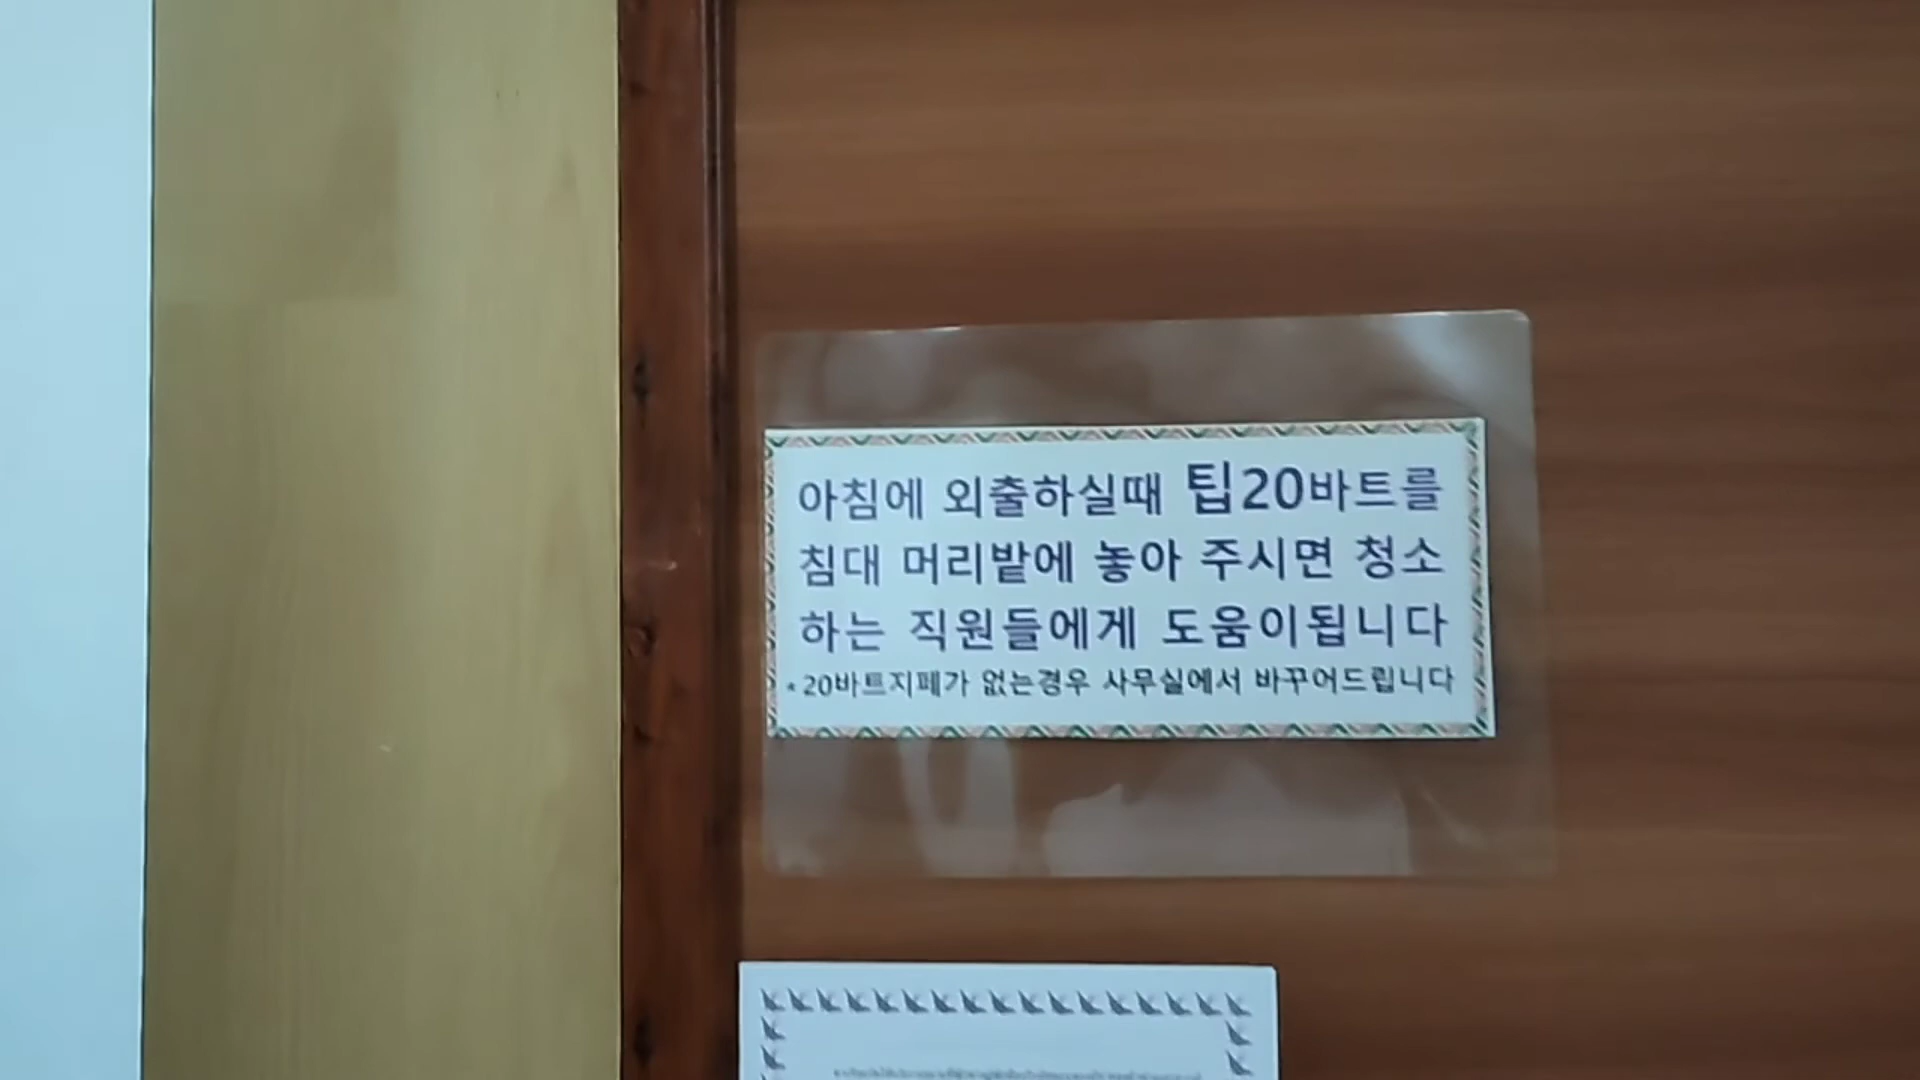 아침에 외출하실때 팁20바트를
침대 머리밭에 놓아 주시면 청소
하는 직원들에게 도움이됩니다
*20바트지폐가 없는경우 사무실에서 바꾸어드립니다